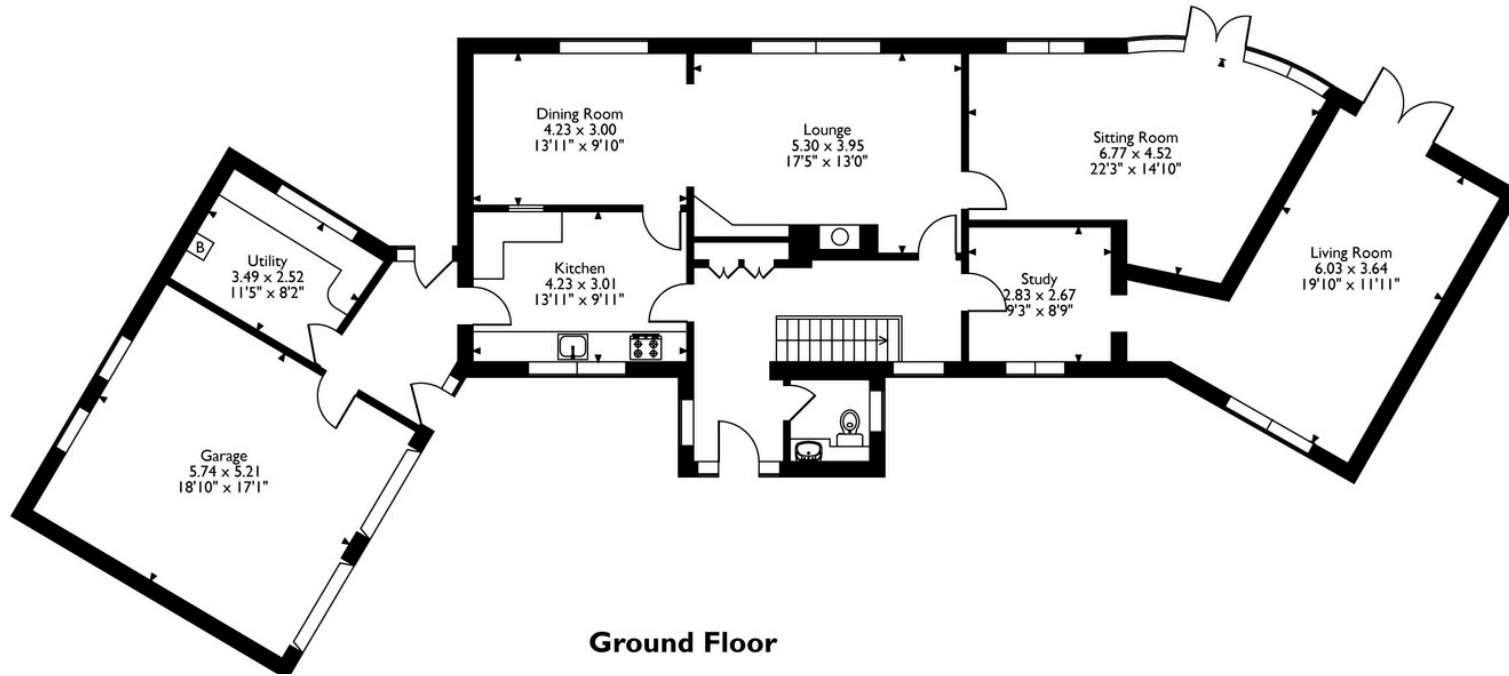 Dining Room
4.23 x 3.00
13'11" x 9'10"
Lounge
5.30 x 3.95
17'5" x 13'0"
Sitting Room
6.77 x 4.52
22'3" x 14'10"
Living Room
6.03 x 3.64
19'10" x 11'11"
B
Utility
3.49 x 2.52
11'5" x 8'2"
Kitchen
4.23 x 3.01
13'11" x 9'11"
Study
2.83 x 2.67
9'3" x 8'9"
Garage
5.74 x 5.21
18'10" x 17'1"
Ground Floor